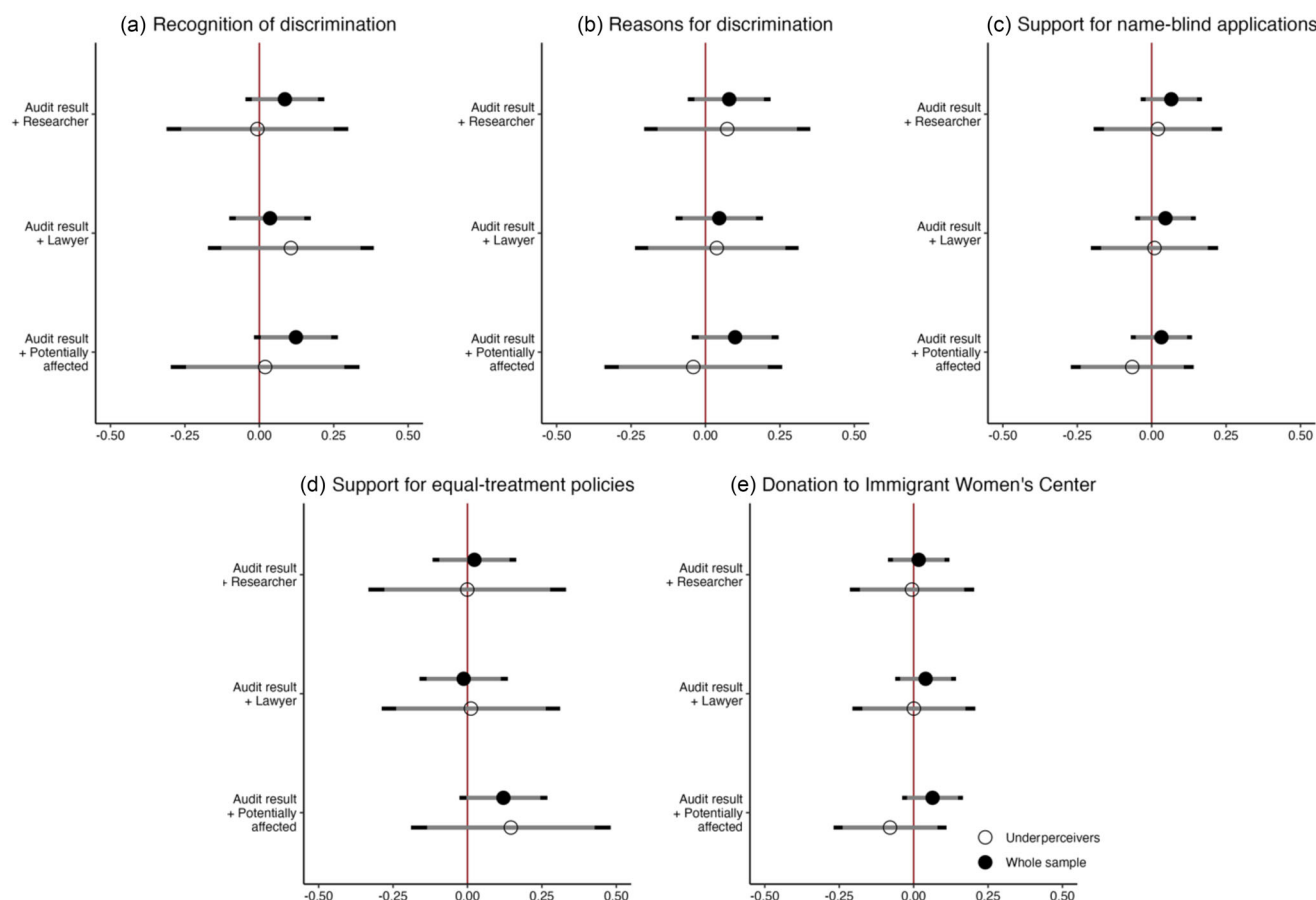 (a) Recognition of discrimination
Audit result
+ Researcher
Audit result
+ Lawyer
Audit result
+ Potentially
affected
-0.50 -0.25 0.00 0.25 0.50
(b) Reasons for discrimination
Audit result
+ Researcher
Audit result
+ Lawyer
Audit result
+ Potentially
affected
-0.50 -0.25 0.00 0.25 0.50
(c) Support for name-blind applications
Audit result
+ Researcher
Audit result
+ Lawyer
Audit result
+ Potentially
affected
-0.50 -0.25 0.00 0.25 0.50
(d) Support for equal-treatment policies
Audit result
+ Researcher
Audit result
+ Lawyer
Audit result
+ Potentially
affected
-0.50 -0.25 0.00 0.25 0.50
(e) Donation to Immigrant Women's Center
Audit result
+ Researcher
Audit result
+ Lawyer
Audit result
+ Potentially
affected
-0.50 -0.25 0.00 0.25 0.50
Underperceivers
Whole sample